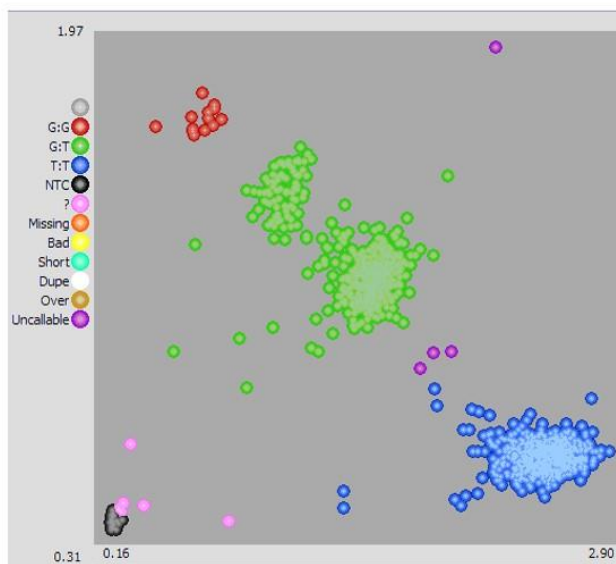 1.97
G:G
G:T
T:T
NTC
?
Missing
Bad
Short
Dupe
Over
Uncallable
0.31
0.16
2.90